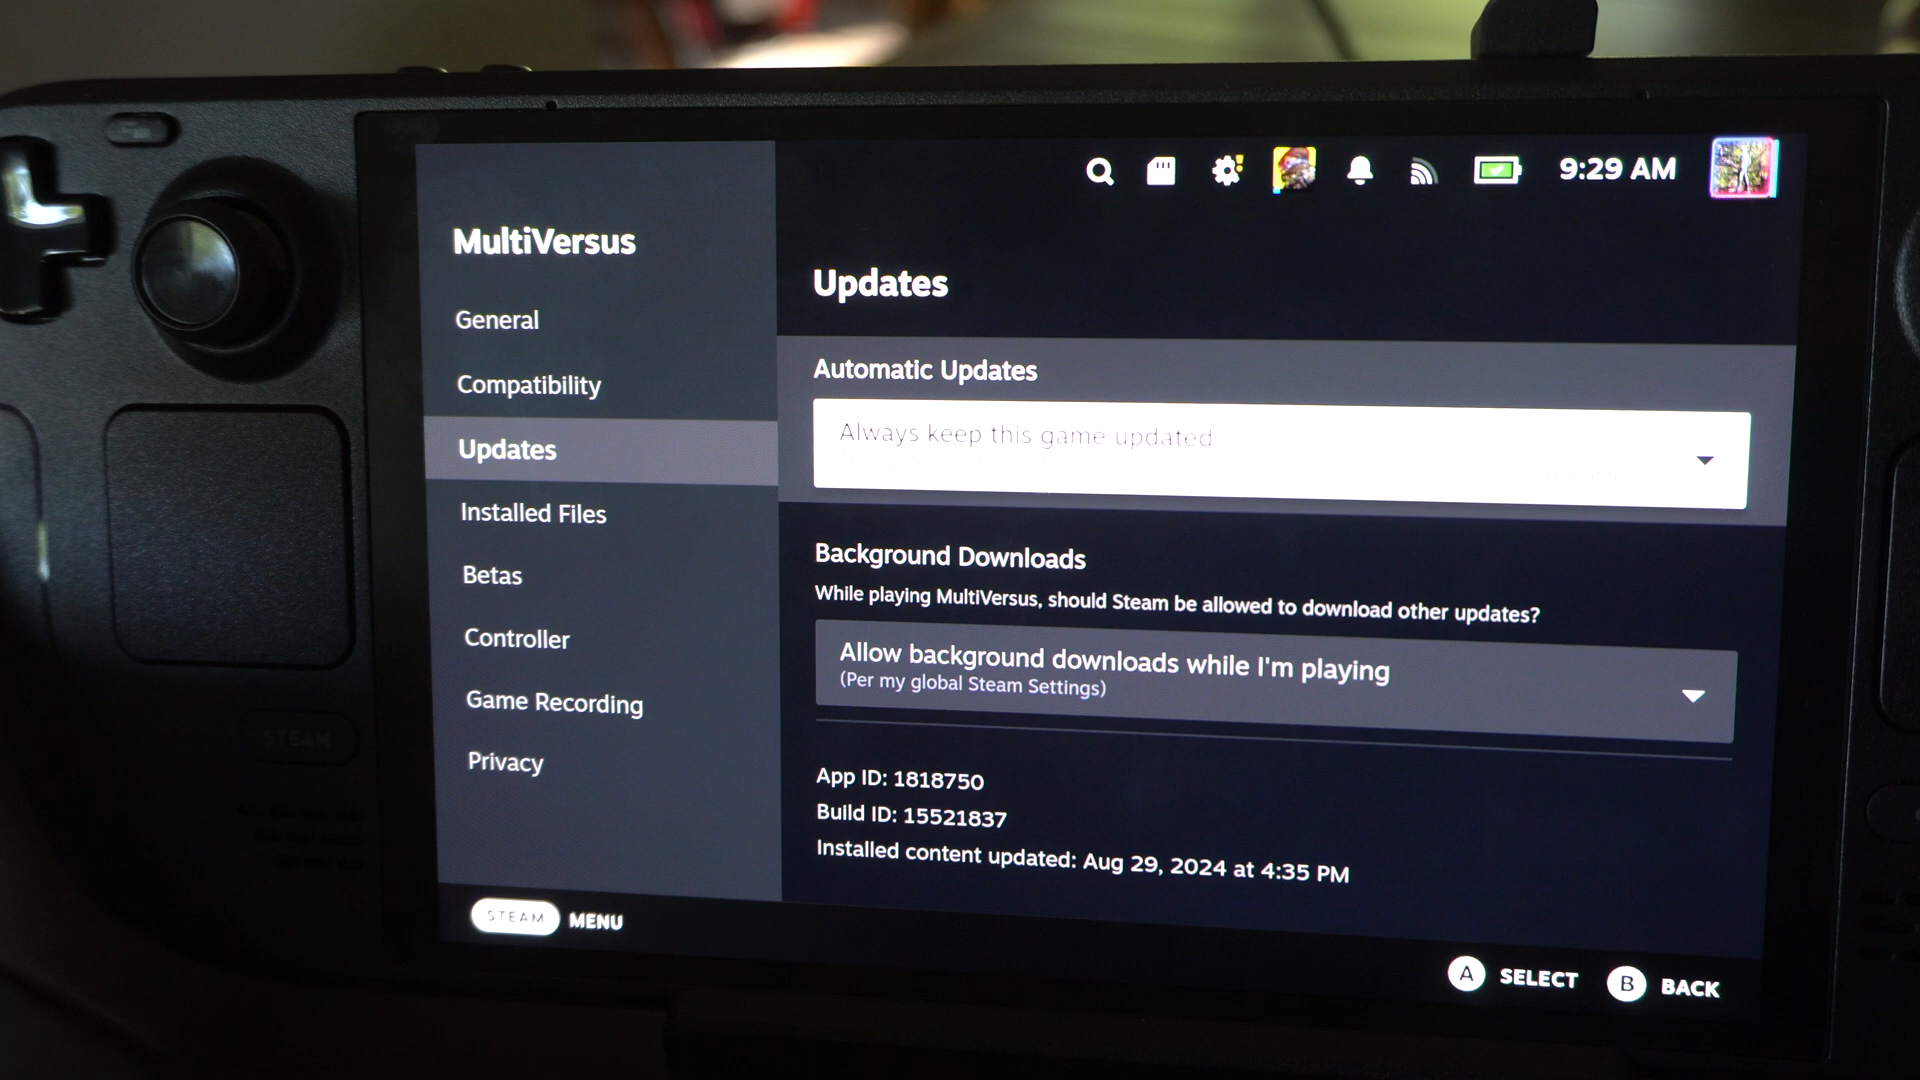 9:29 AM
MultiVersus
General
Compatibility
Updates
Installed Files
Betas
Controller
Game Recording
Privacy
Updates
Automatic Updates
Always keep this game updated
Background Downloads
While playing MultiVersus, should Steam be allowed to download other updates?
Allow background downloads while I'm playing
(Per my global Steam Settings)
App ID: 1818750
Build ID: 15521837
Installed content updated: Aug 29, 2024 at 4:35 PM
STEAM MENU
A SELECT B BACK
STEAM